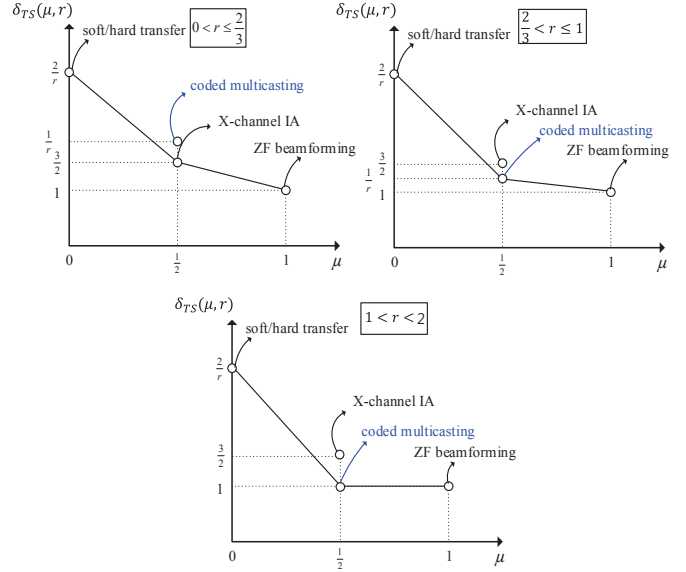 δ_TS(μ,r)
soft/hard transfer
0 < r ≤ 2/3
2/r
coded multicasting
X-channel IA
1/r
ZF beamforming
3/2
1
0
1/2
1
μ
δ_TS(μ,r)
soft/hard transfer
2/3 < r ≤ 1
2/r
X-channel IA
coded multicasting
3/2
ZF beamforming
1/r
1
0
1/2
1
μ
δ_TS(μ,r)
soft/hard transfer
1 < r < 2
2/r
X-channel IA
coded multicasting
3/2
ZF beamforming
1
0
1/2
1
μ